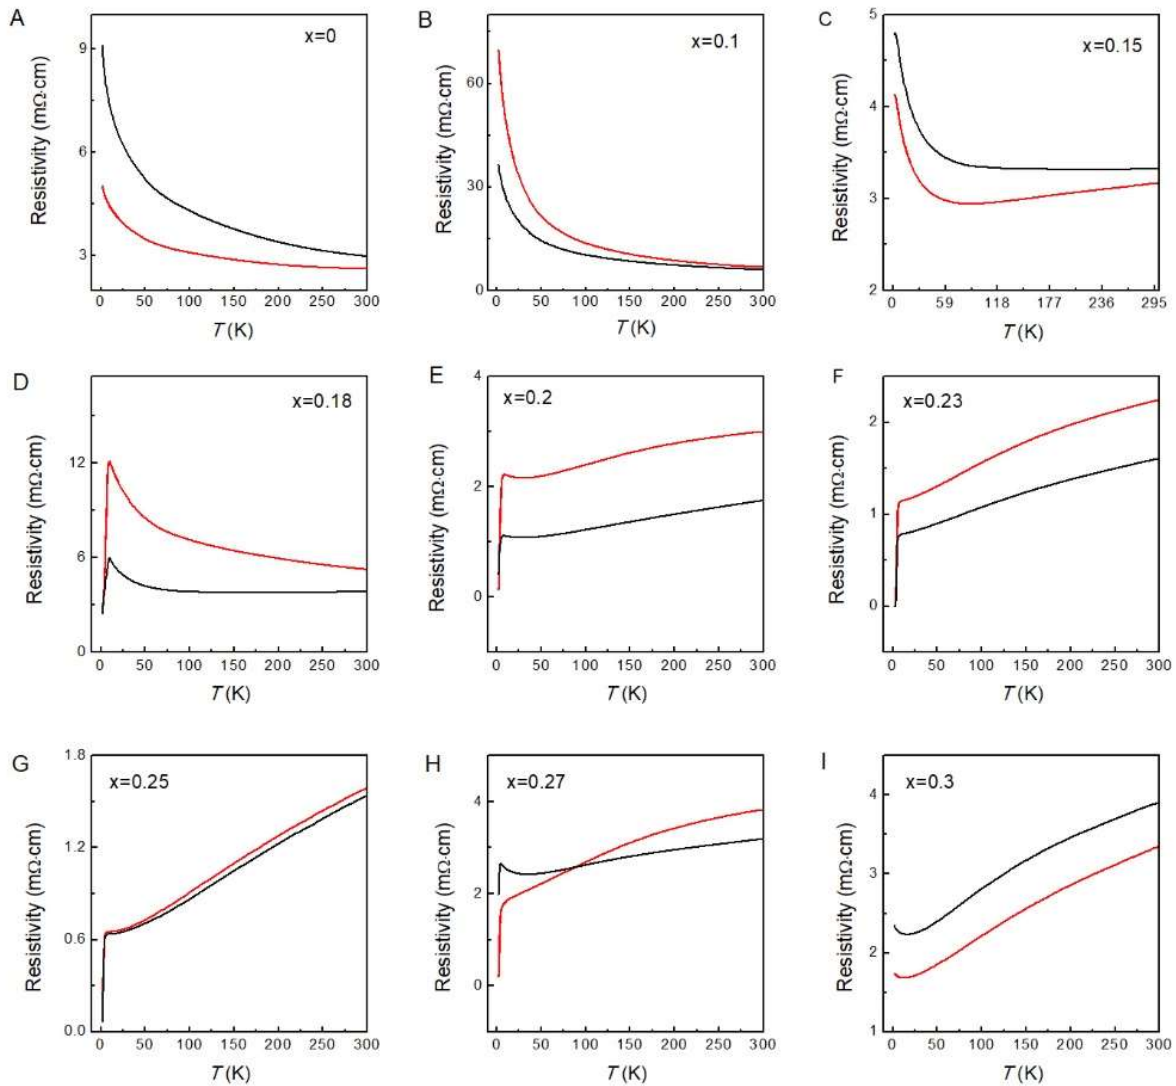 A
x=0
Resistivity (mΩ·cm)
9
6
3
0 50 100 150 200 250 300
T (K)
B
x=0.1
Resistivity (mΩ·cm)
60
30
0
0 50 100 150 200 250 300
T (K)
C
x=0.15
Resistivity (mΩ·cm)
5
4
3
2
0 59 118 177 236 295
T (K)
D
x=0.18
Resistivity (mΩ·cm)
12
6
0
0 50 100 150 200 250 300
T (K)
E
x=0.2
Resistivity (mΩ·cm)
4
2
0
0 50 100 150 200 250 300
T (K)
F
x=0.23
Resistivity (mΩ·cm)
2
1
0
0 50 100 150 200 250 300
T (K)
G
x=0.25
Resistivity (mΩ·cm)
1.8
1.2
0.6
0.0
0 50 100 150 200 250 300
T (K)
H
x=0.27
Resistivity (mΩ·cm)
4
2
0
0 50 100 150 200 250 300
T (K)
I
x=0.3
Resistivity (mΩ·cm)
4
3
2
1
0 50 100 150 200 250 300
T (K)